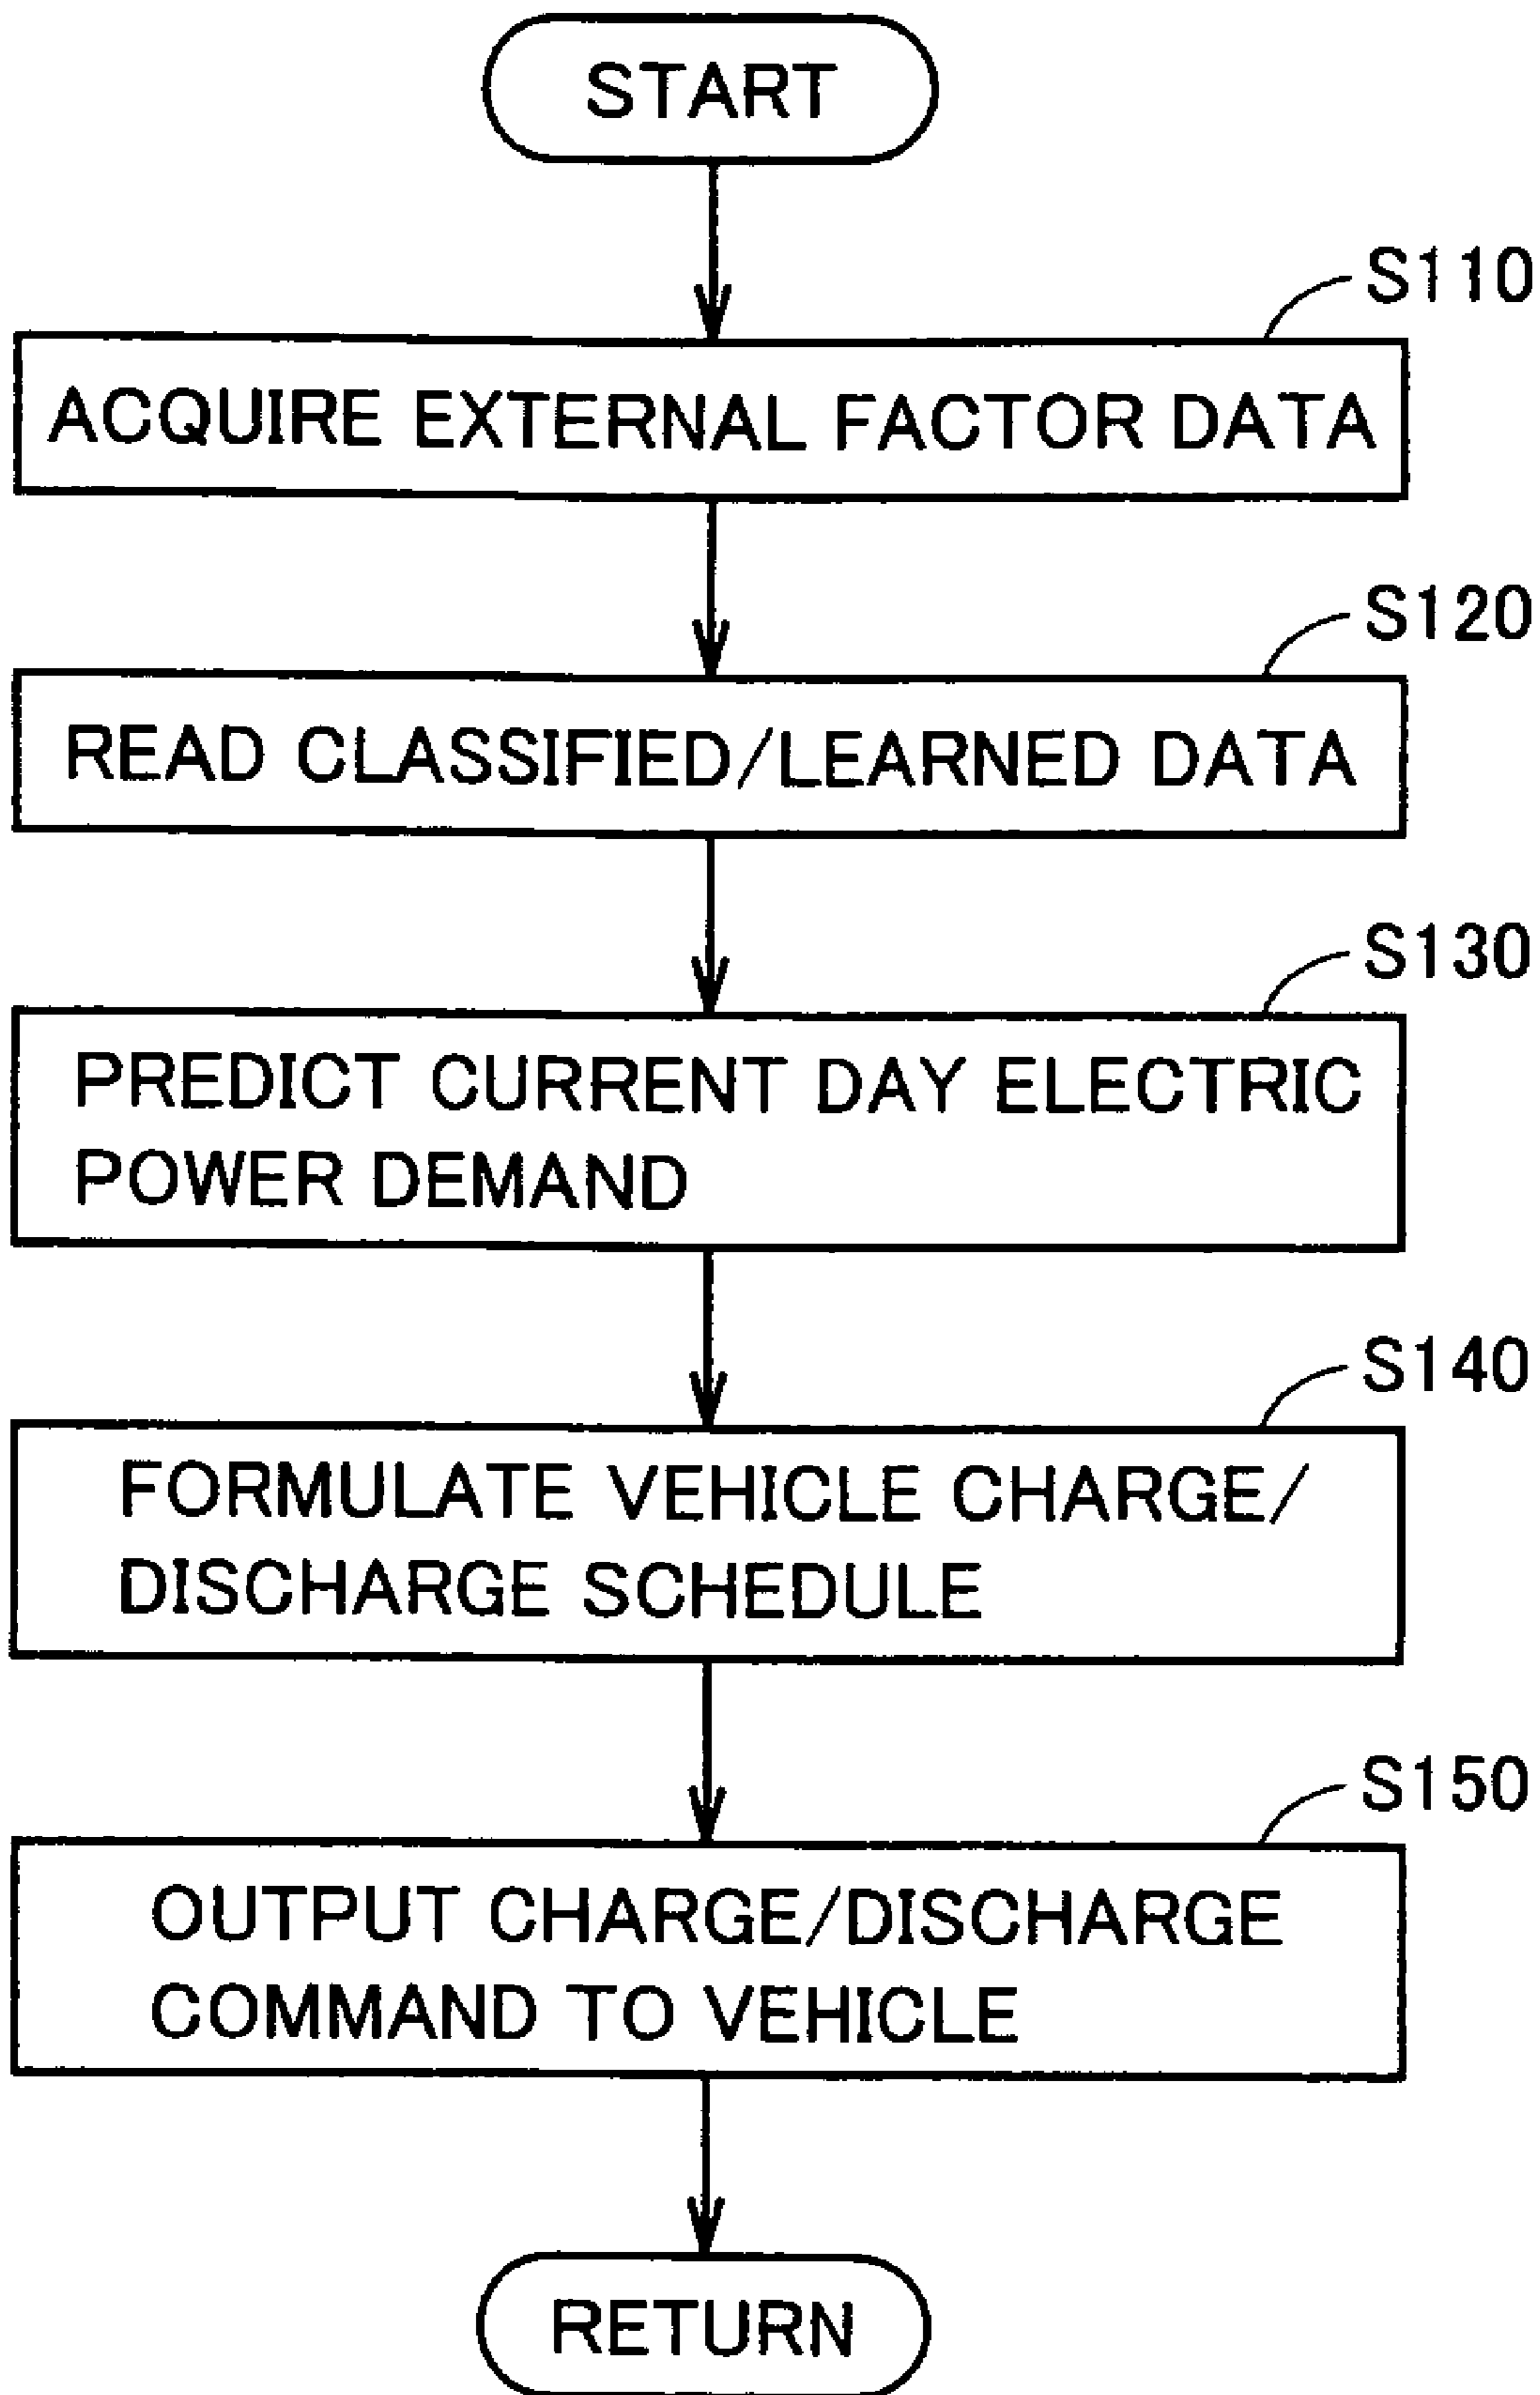 START
S110
ACQUIRE EXTERNAL FACTOR DATA
S120
READ CLASSIFIED/LEARNED DATA
S130
PREDICT CURRENT DAY ELECTRIC
POWER DEMAND
S140
FORMULATE VEHICLE CHARGE/
DISCHARGE SCHEDULE
S150
OUTPUT CHARGE/DISCHARGE
COMMAND TO VEHICLE
RETURN